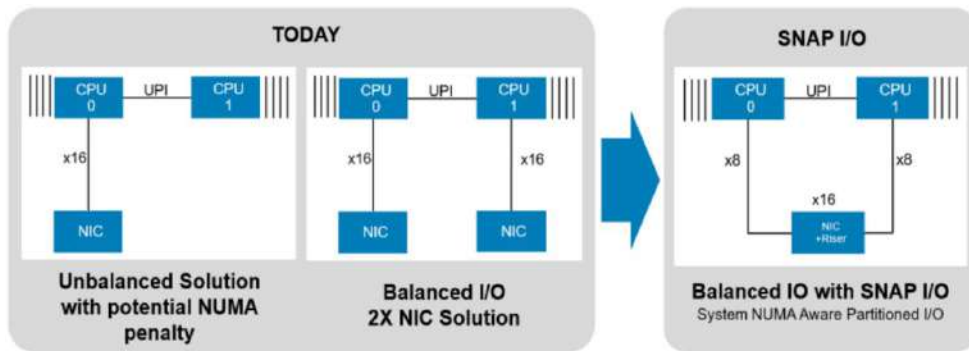 TODAY
CPU
0
UPI
CPU
1
x16
NIC
Unbalanced Solution
with potential NUMA
penalty
CPU
0
UPI
CPU
1
x16
x16
NIC
NIC
Balanced I/O
2X NIC Solution
SNAP I/O
CPU
0
UPI
CPU
1
x8
x8
x16
NIC
+Riser
Balanced IO with SNAP I/O
System NUMA Aware Partitioned I/O